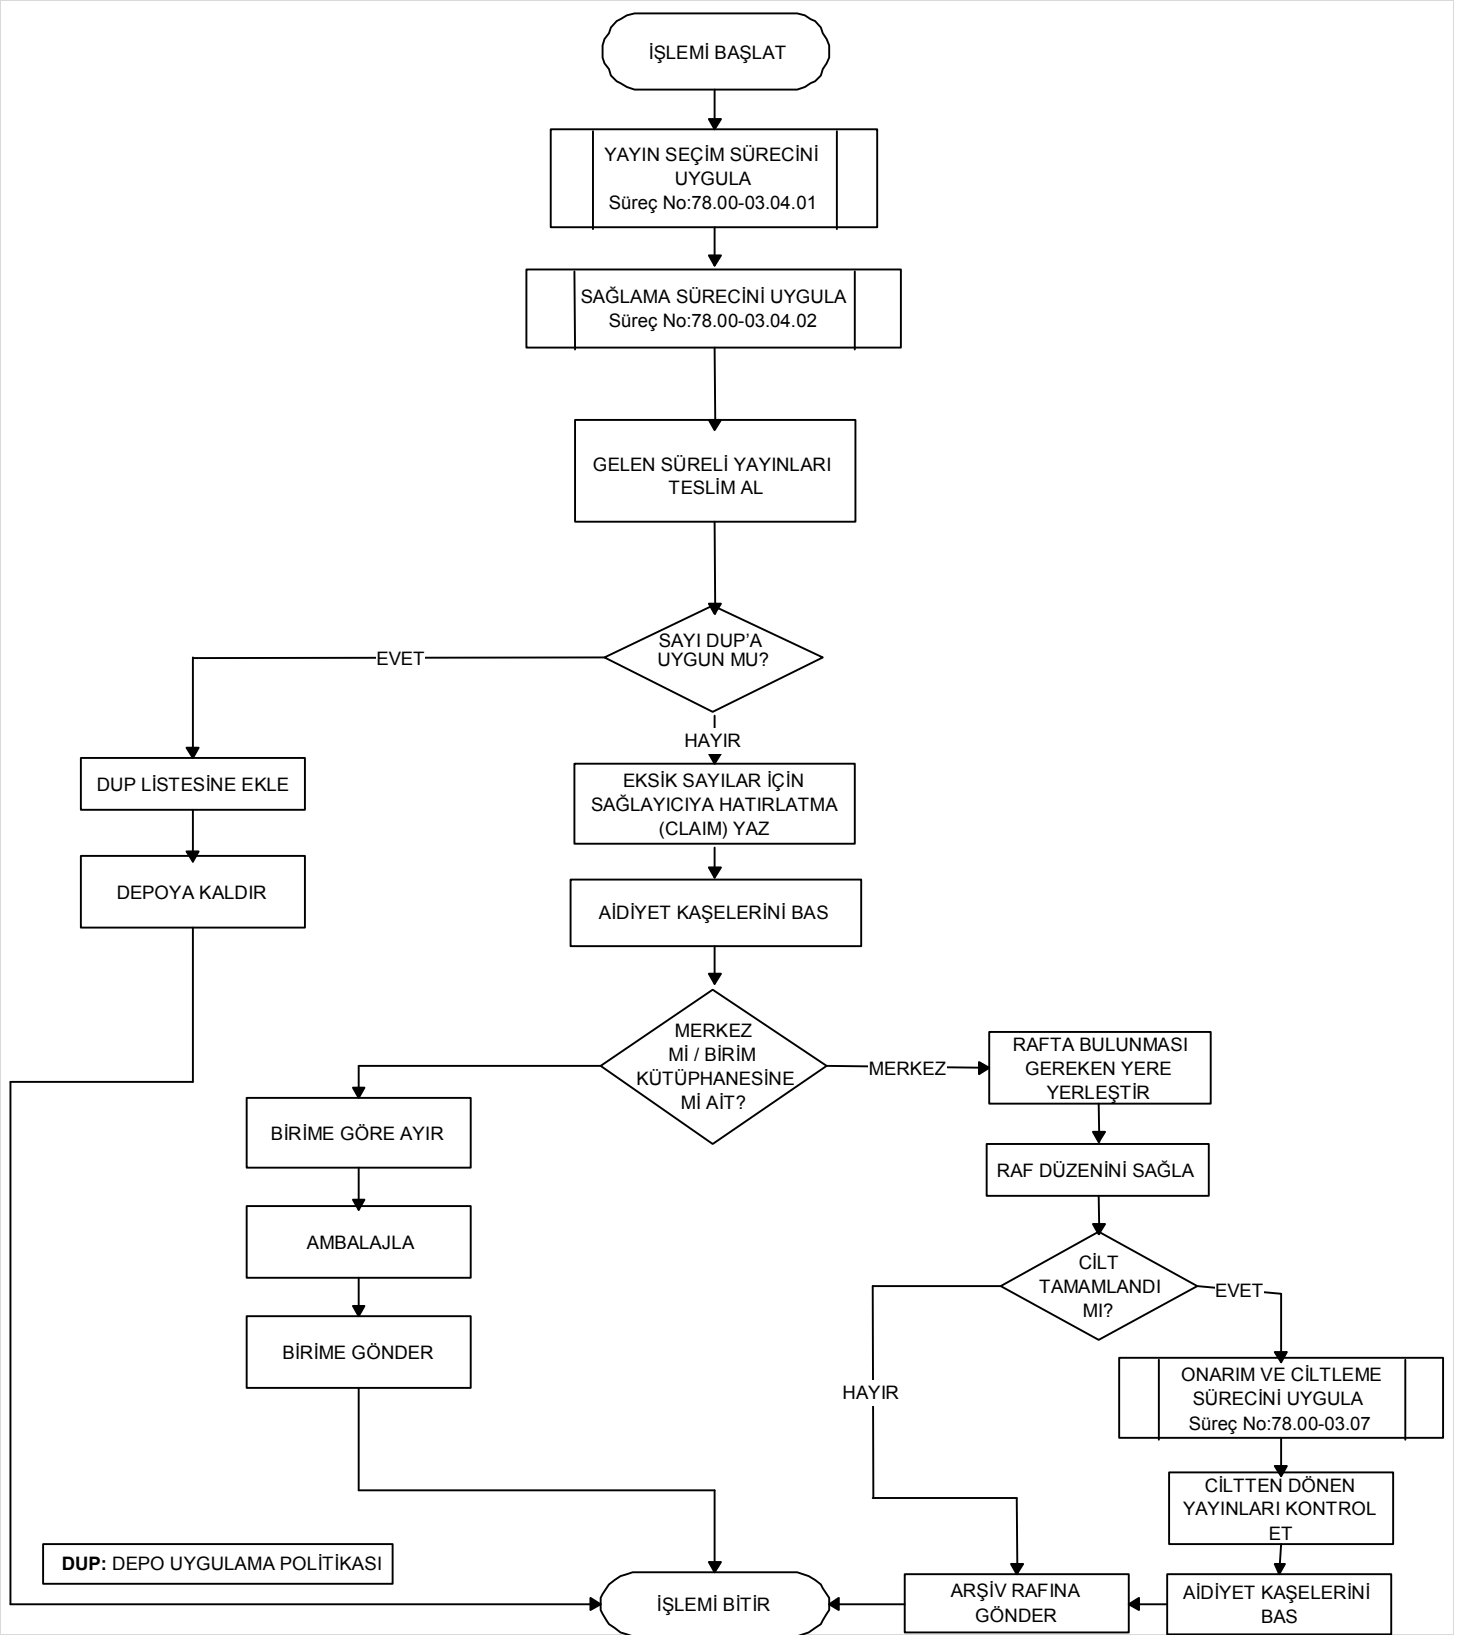 İŞLEMİ BAŞLAT
YAYIN SEÇİM SÜRECİNİ
UYGULA
Süreç No:78.00-03.04.01
SAĞLAMA SÜRECİNİ UYGULA
Süreç No:78.00-03.04.02
GELEN SÜRELİ YAYINLARI
TESLİM AL
SAYI DUP’A
UYGUN MU?
EVET
HAYIR
DUP LİSTESİNE EKLE
DEPOYA KALDIR
EKSİK SAYILAR İÇİN
SAĞLAYICIYA HATIRLATMA
(CLAIM) YAZ
AİDİYET KAŞELERİNİ BAS
MERKEZ
Mİ / BİRİM
KÜTÜPHANESİNE
Mİ AİT?
MERKEZ
BİRİME GÖRE AYIR
AMBALAJLA
BİRİME GÖNDER
RAFTA BULUNMASI
GEREKEN YERE
YERLEŞTİR
RAF DÜZENİNİ SAĞLA
CİLT
TAMAMLANDI
MI?
EVET
HAYIR
ONARIM VE CİLTLEME
SÜRECİNİ UYGULA
Süreç No:78.00-03.07
CİLTTEN DÖNEN
YAYINLARI KONTROL
ET
AİDİYET KAŞELERİNİ
BAS
ARŞİV RAFINA
GÖNDER
İŞLEMİ BİTİR
DUP: DEPO UYGULAMA POLİTİKASI